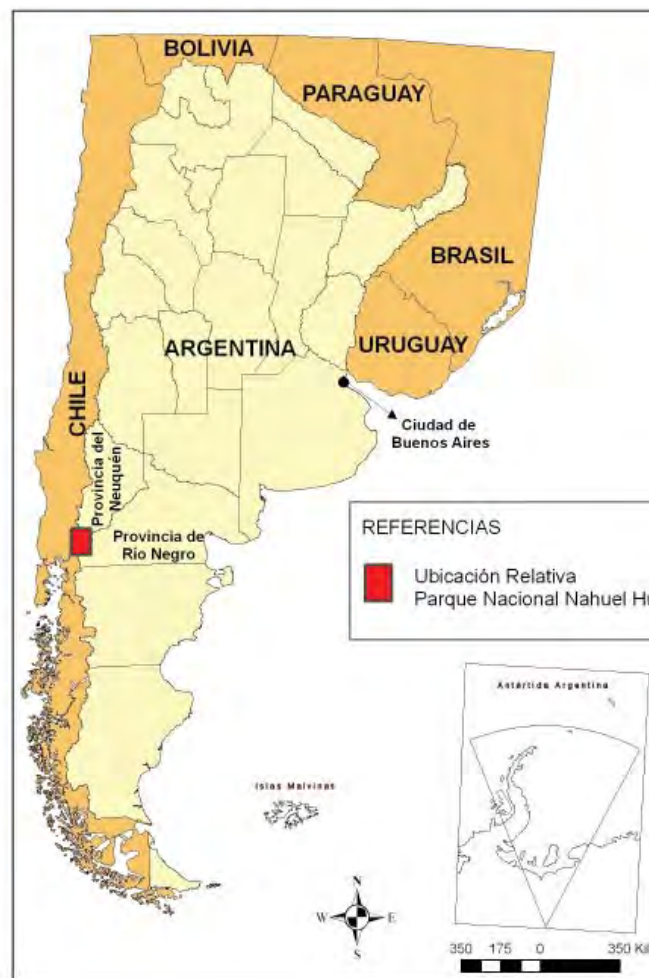 BOLIVIA
PARAGUAY
BRASIL
ARGENTINA
URUGUAY
CHILE
Ciudad de
Buenos Aires
Provincia del
Neuquén
Provincia de
Río Negro
REFERENCIAS
Ubicación Relativa
Parque Nacional Nahuel Hu
Antártida Argentina
Islas Malvinas
N
W
E
S
350 175 0 350 Kil